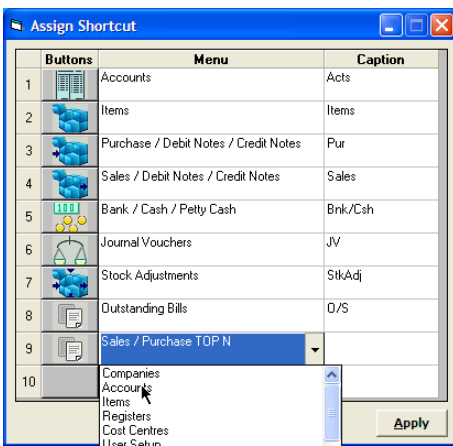 Assign Shortcut
Buttons Menu Caption
1 Accounts Acts
2 Items Items
3 Purchase / Debit Notes / Credit Notes Pur
4 Sales / Debit Notes / Credit Notes Sales
5 100 Bank / Cash / Petty Cash Bnk/Csh
6 Journal Vouchers JV
7 Stock Adjustments StkAdj
8 Outstanding Bills O/S
9 Sales / Purchase TOP N
10
Companies
Accounts
Items
Registers
Cost Centres
User Setup
Apply